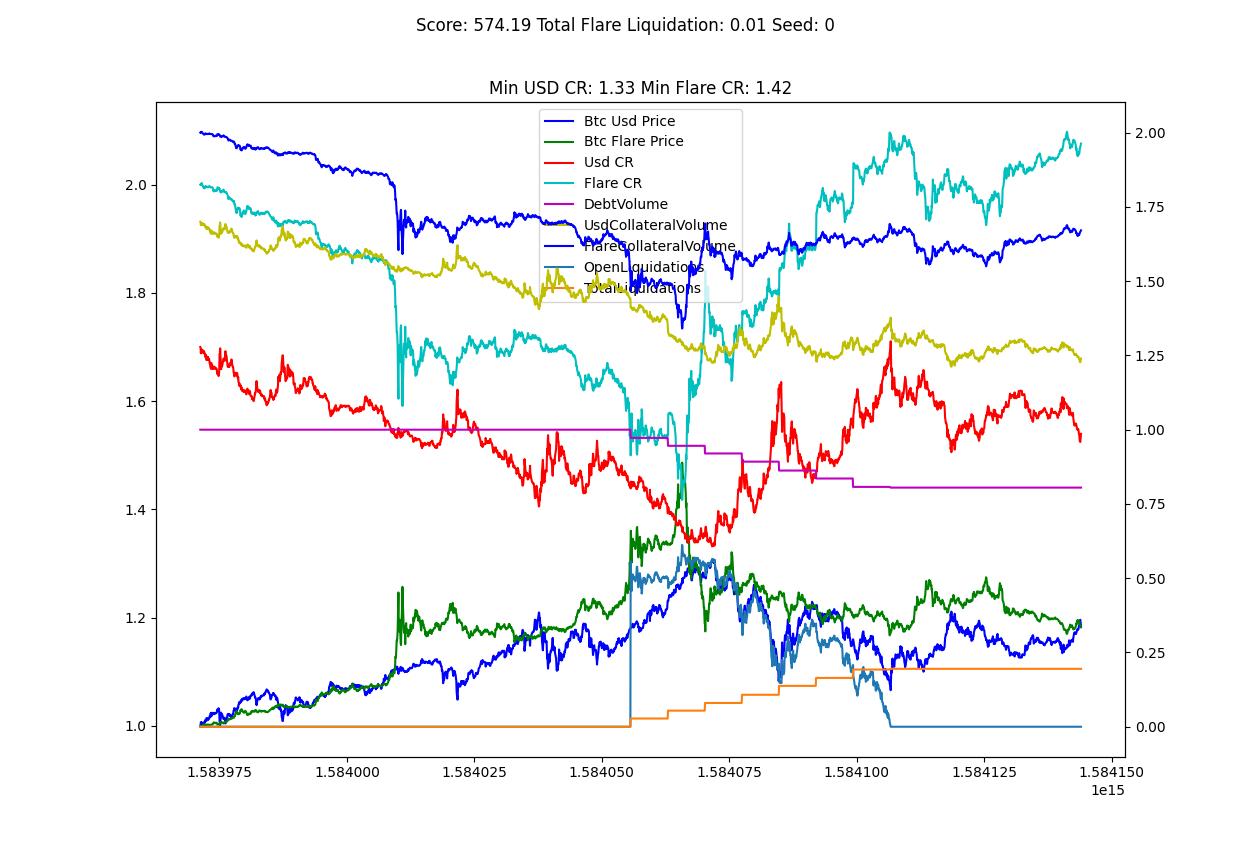 Score: 574.19 Total Flare Liquidation: 0.01 Seed: 0
Min USD CR: 1.33 Min Flare CR: 1.42
Btc Usd Price
Btc Flare Price
Usd CR
Flare CR
DebtVolume
UsdCollateralVolume
FlareCollateralVolume
OpenLiquidations
TotalLiquidations
2.0
1.8
1.6
1.4
1.2
1.0
2.00
1.75
1.50
1.25
1.00
0.75
0.50
0.25
0.00
1.583975
1.584000
1.584025
1.584050
1.584075
1.584100
1.584125
1.584150
1e15